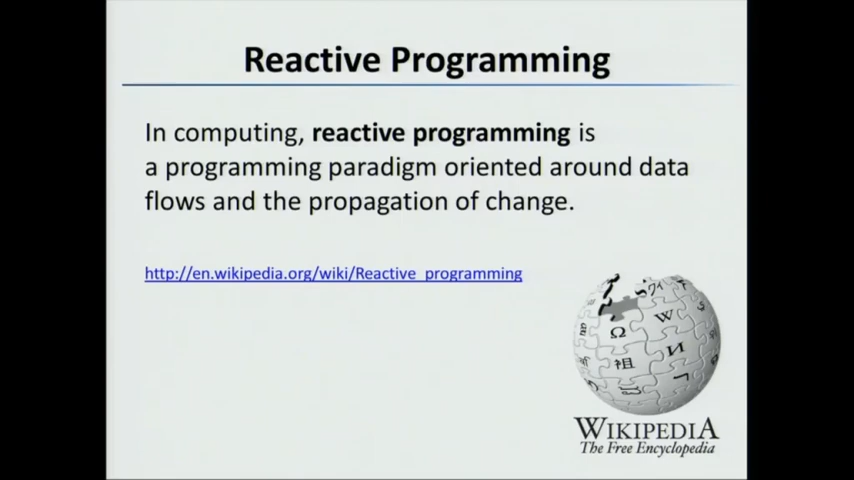 Reactive Programming
In computing, reactive programming is
a programming paradigm oriented around data
flows and the propagation of change.
http://en.wikipedia.org/wiki/Reactive_programming
Ω
W
И
祖
WIKIPEDIA
The Free Encyclopedia